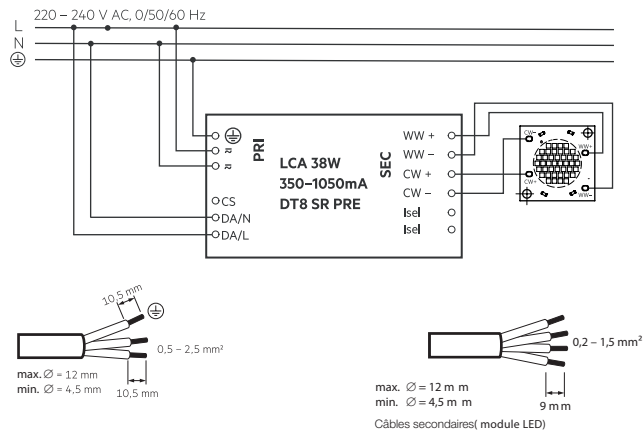 220 – 240 V AC, 0/50/60 Hz
L
N
PRI
LCA 38W
350–1050mA
DT8 SR PRE
SEC
CS
DA/N
DA/L
WW +
WW –
CW +
CW –
Isel
Isel
CW–
WW+
CW+
WW–
10,5 mm
0,5 – 2,5 mm²
max. Ø = 12 mm
min. Ø = 4,5 mm
10,5 mm
0,2 – 1,5 mm²
max. Ø = 12 m m
min. Ø = 4,5 m m
9 m m
Câbles secondaires( module LED)